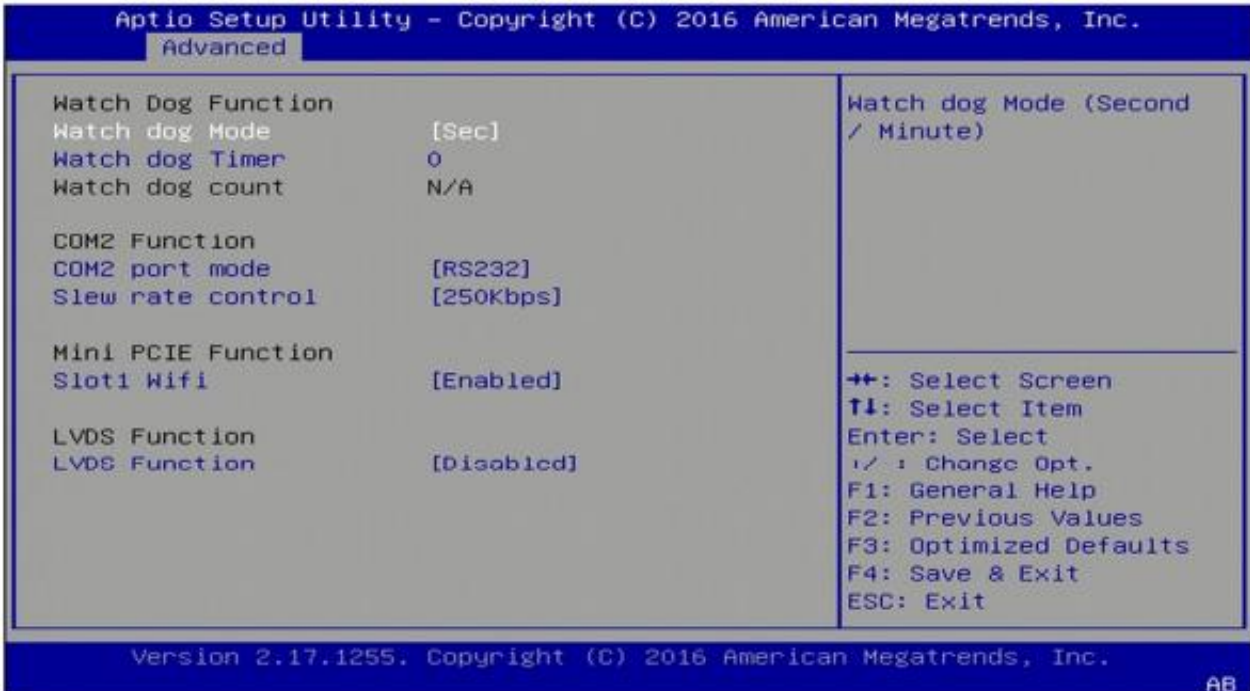 Aptio Setup Utility – Copyright (C) 2016 American Megatrends, Inc.
Advanced
Watch Dog Function
Watch dog Mode [Sec]
Watch dog Timer 0
Watch dog count N/A
COM2 Function
COM2 port mode [RS232]
Slew rate control [250Kbps]
Mini PCIE Function
Slot1 Wifi [Enabled]
LVDS Function
LVDS Function [Disabled]
Watch dog Mode (Second
/ Minute)
→←: Select Screen
↑↓: Select Item
Enter: Select
: Change Opt.
F1: General Help
F2: Previous Values
F3: Optimized Defaults
F4: Save & Exit
ESC: Exit
Version 2.17.1255. Copyright (C) 2016 American Megatrends, Inc.
AB